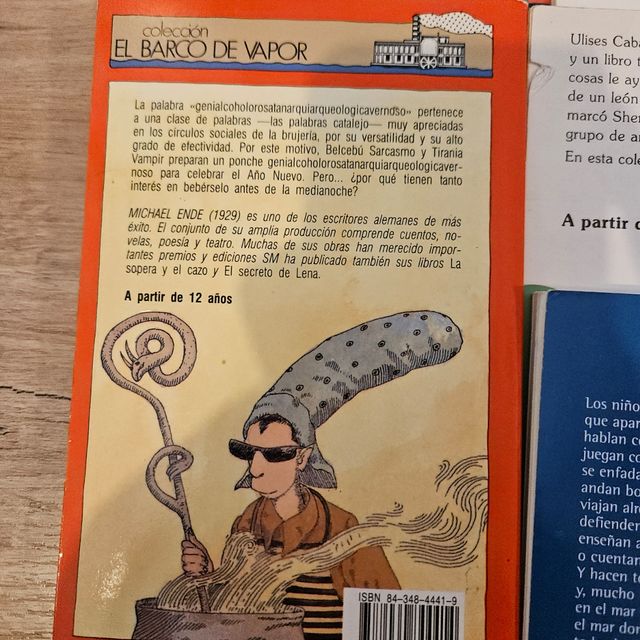 colección
EL BARCO DE VAPOR
La palabra «genialcoholorosatanarquiarqueologicavernoso» pertenece
a una clase de palabras —las palabras catalejo— muy apreciadas
en los círculos sociales de la brujería, por su versatilidad y su alto
grado de efectividad. Por este motivo, Belcebú Sarcasmo y Tirania
Vampir preparan un ponche genialcoholorosatanarquiarqueologicaver-
noso para celebrar el Año Nuevo. Pero... ¿por qué tienen tanto
interés en bebérselo antes de la medianoche?
MICHAEL ENDE (1929) es uno de los escritores alemanes de más
éxito. El conjunto de su amplia producción comprende cuentos, no-
velas, poesía y teatro. Muchas de sus obras han merecido impor-
tantes premios y ediciones SM ha publicado también sus libros La
sopera y el cazo y El secreto de Lena.
A partir de 12 años
ISBN 84-348-4441-9
Ulises Caba
y un libro t
cosas le ay
de un león
marcó Sher
grupo de a
En esta cole
A partir d
Los niño
que apar
hablan c
juegan co
se enfada
andan bo
viajan alre
defiender
enseñan a
o cuentan
Y hacen te
y, mucho
en el mar
el mar don